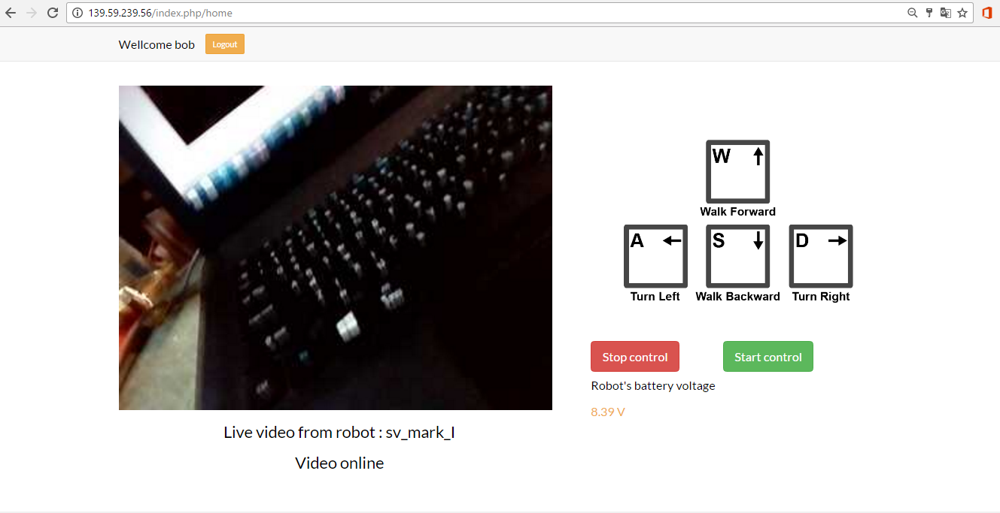 139.59.239.56/index.php/home
Wellcome bob
Logout
W
Walk Forward
A
S
D
Turn Left
Walk Backward
Turn Right
Stop control
Start control
Robot's battery voltage
8.39 V
Live video from robot : sv_mark_I
Video online